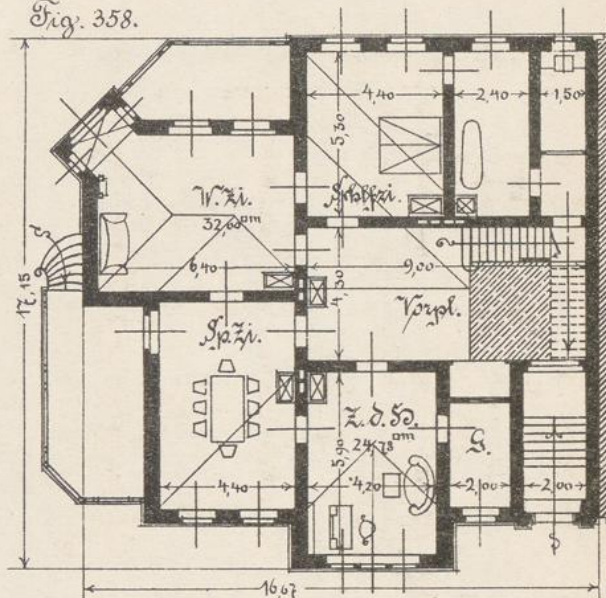 Fig. 358.
4,40
2,40
1,50
5,30
W. Zi.
32,00 qm
Schlfzi.
6,40
4,30
9,00
Vorpl.
17,15
Sp. Zi.
Z. d. H.
24,78 qm
S.
5,90
4,40
4,20
2,00
2,00
16,67